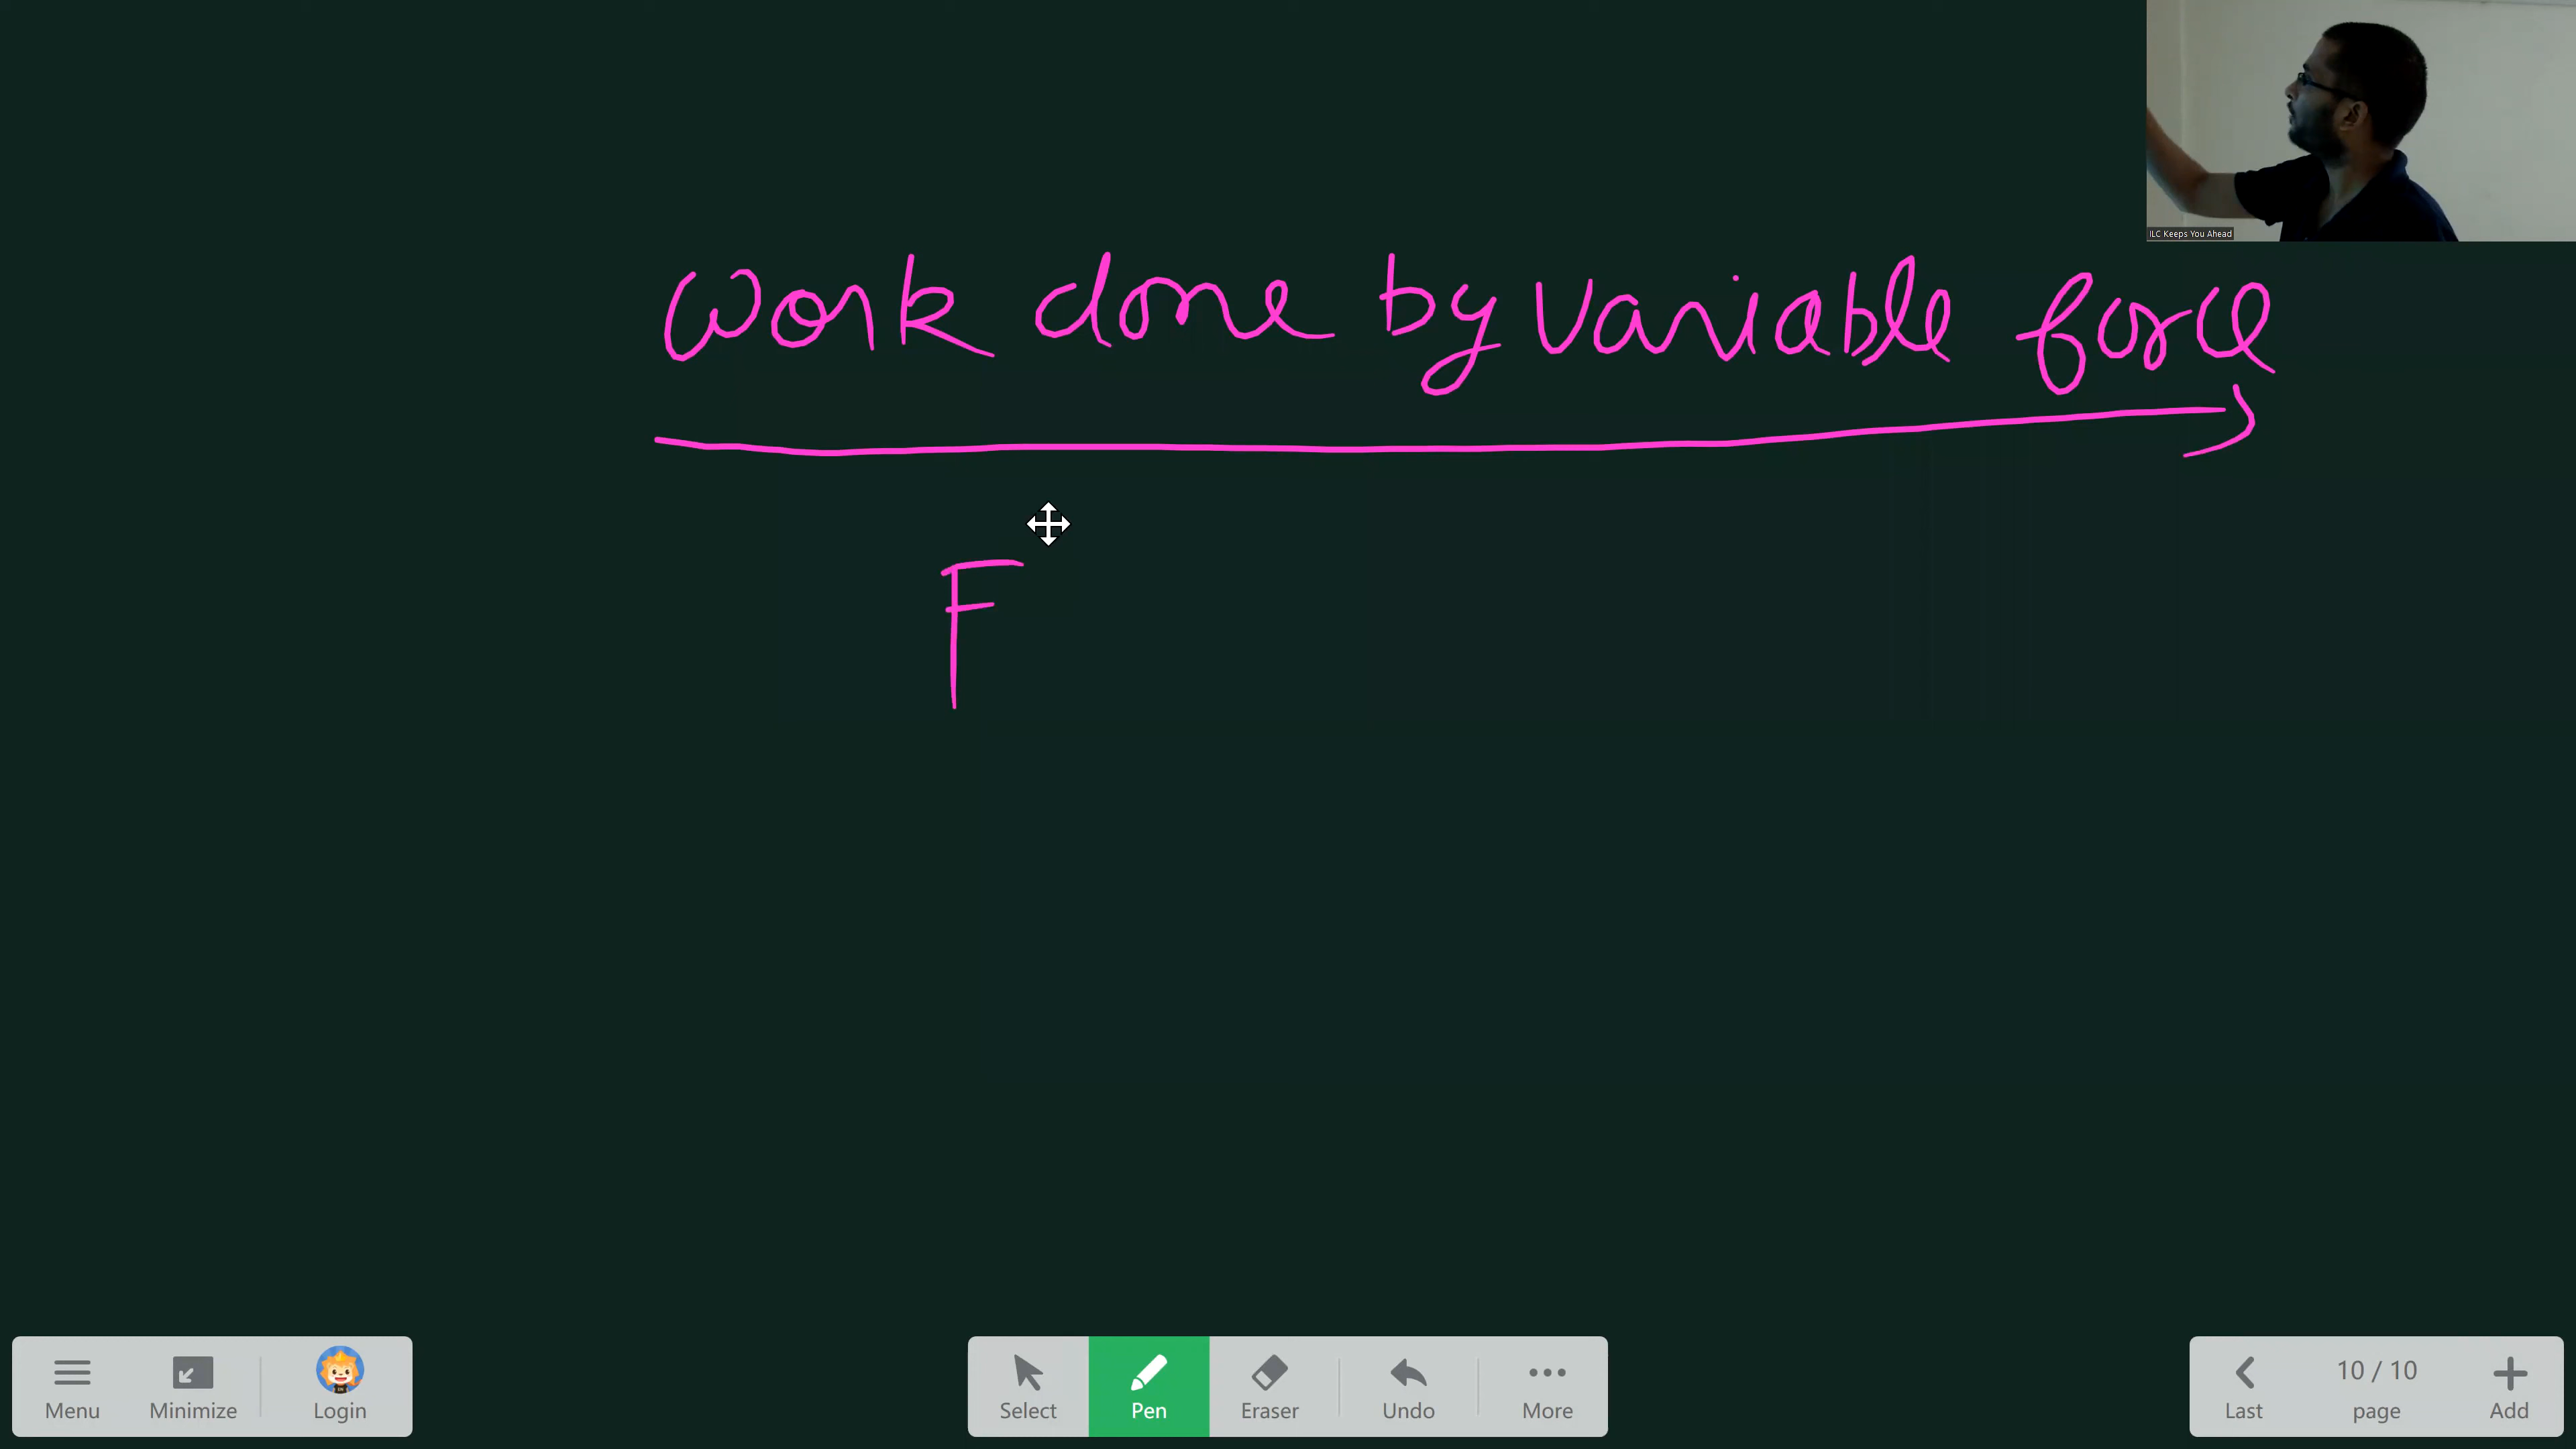 ILC Keeps You Ahead
Work done by variable force
F
Menu Minimize Login Select Pen Eraser Undo More Last 10 / 10 page Add